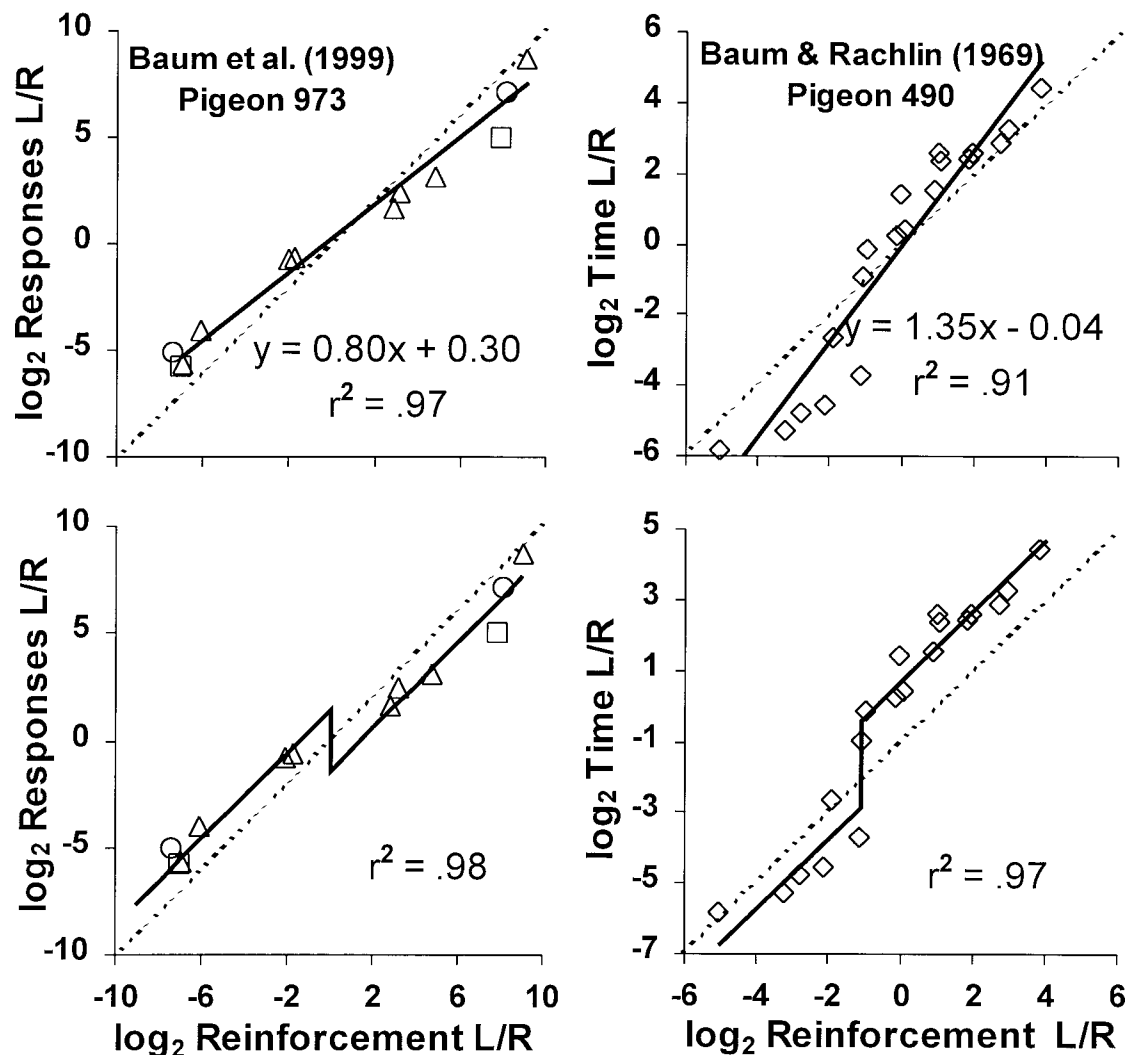 Baum et al. (1999)
Pigeon 973
log2 Responses L/R
10
5
0
-5
-10
y = 0.80x + 0.30
r² = .97
Baum & Rachlin (1969)
Pigeon 490
log2 Time L/R
6
4
2
0
-2
-4
-6
y = 1.35x - 0.04
r² = .91
log2 Responses L/R
10
5
0
-5
-10
r² = .98
-10 -6 -2 2 6 10
log2 Reinforcement L/R
log2 Time L/R
5
3
1
-1
-3
-5
-7
r² = .97
-6 -4 -2 0 2 4 6
log2 Reinforcement L/R